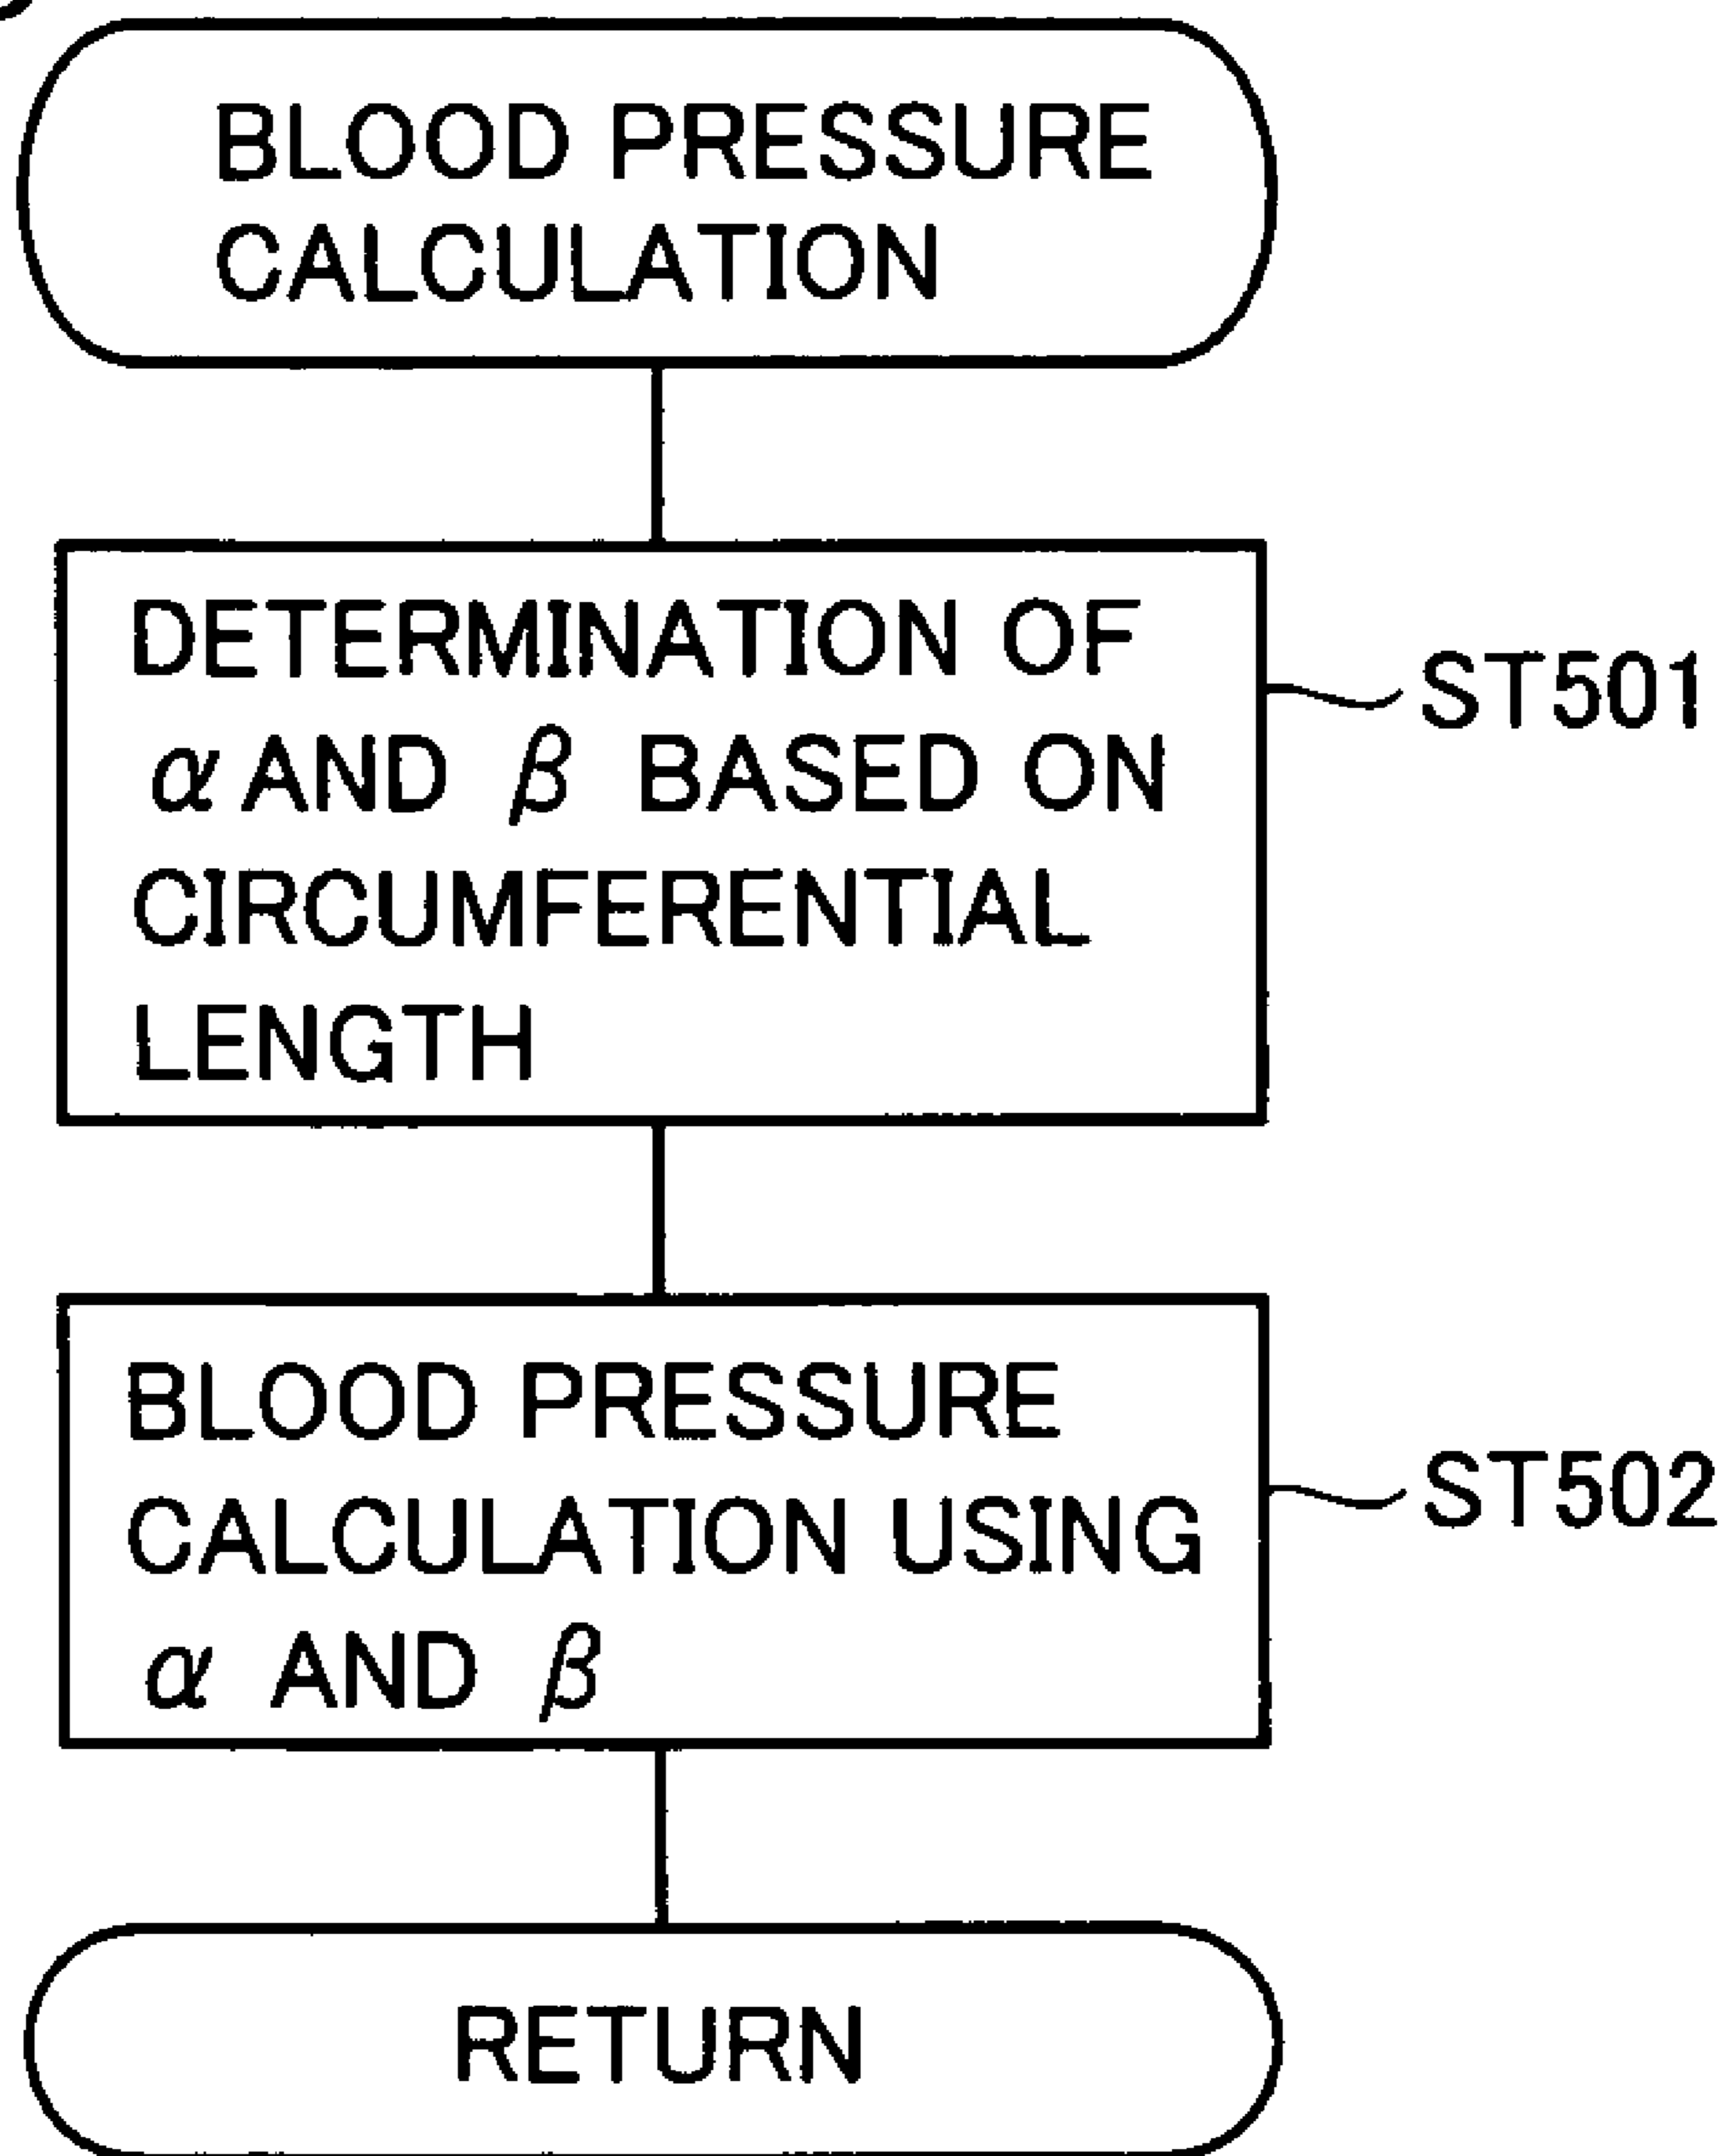 BLOOD PRESSURE
CALCULATION
DETERMINATION OF
α AND β BASED ON
CIRCUMFERENTIAL
LENGTH
ST501
BLOOD PRESSURE
CALCULATION USING
α AND β
ST502
RETURN